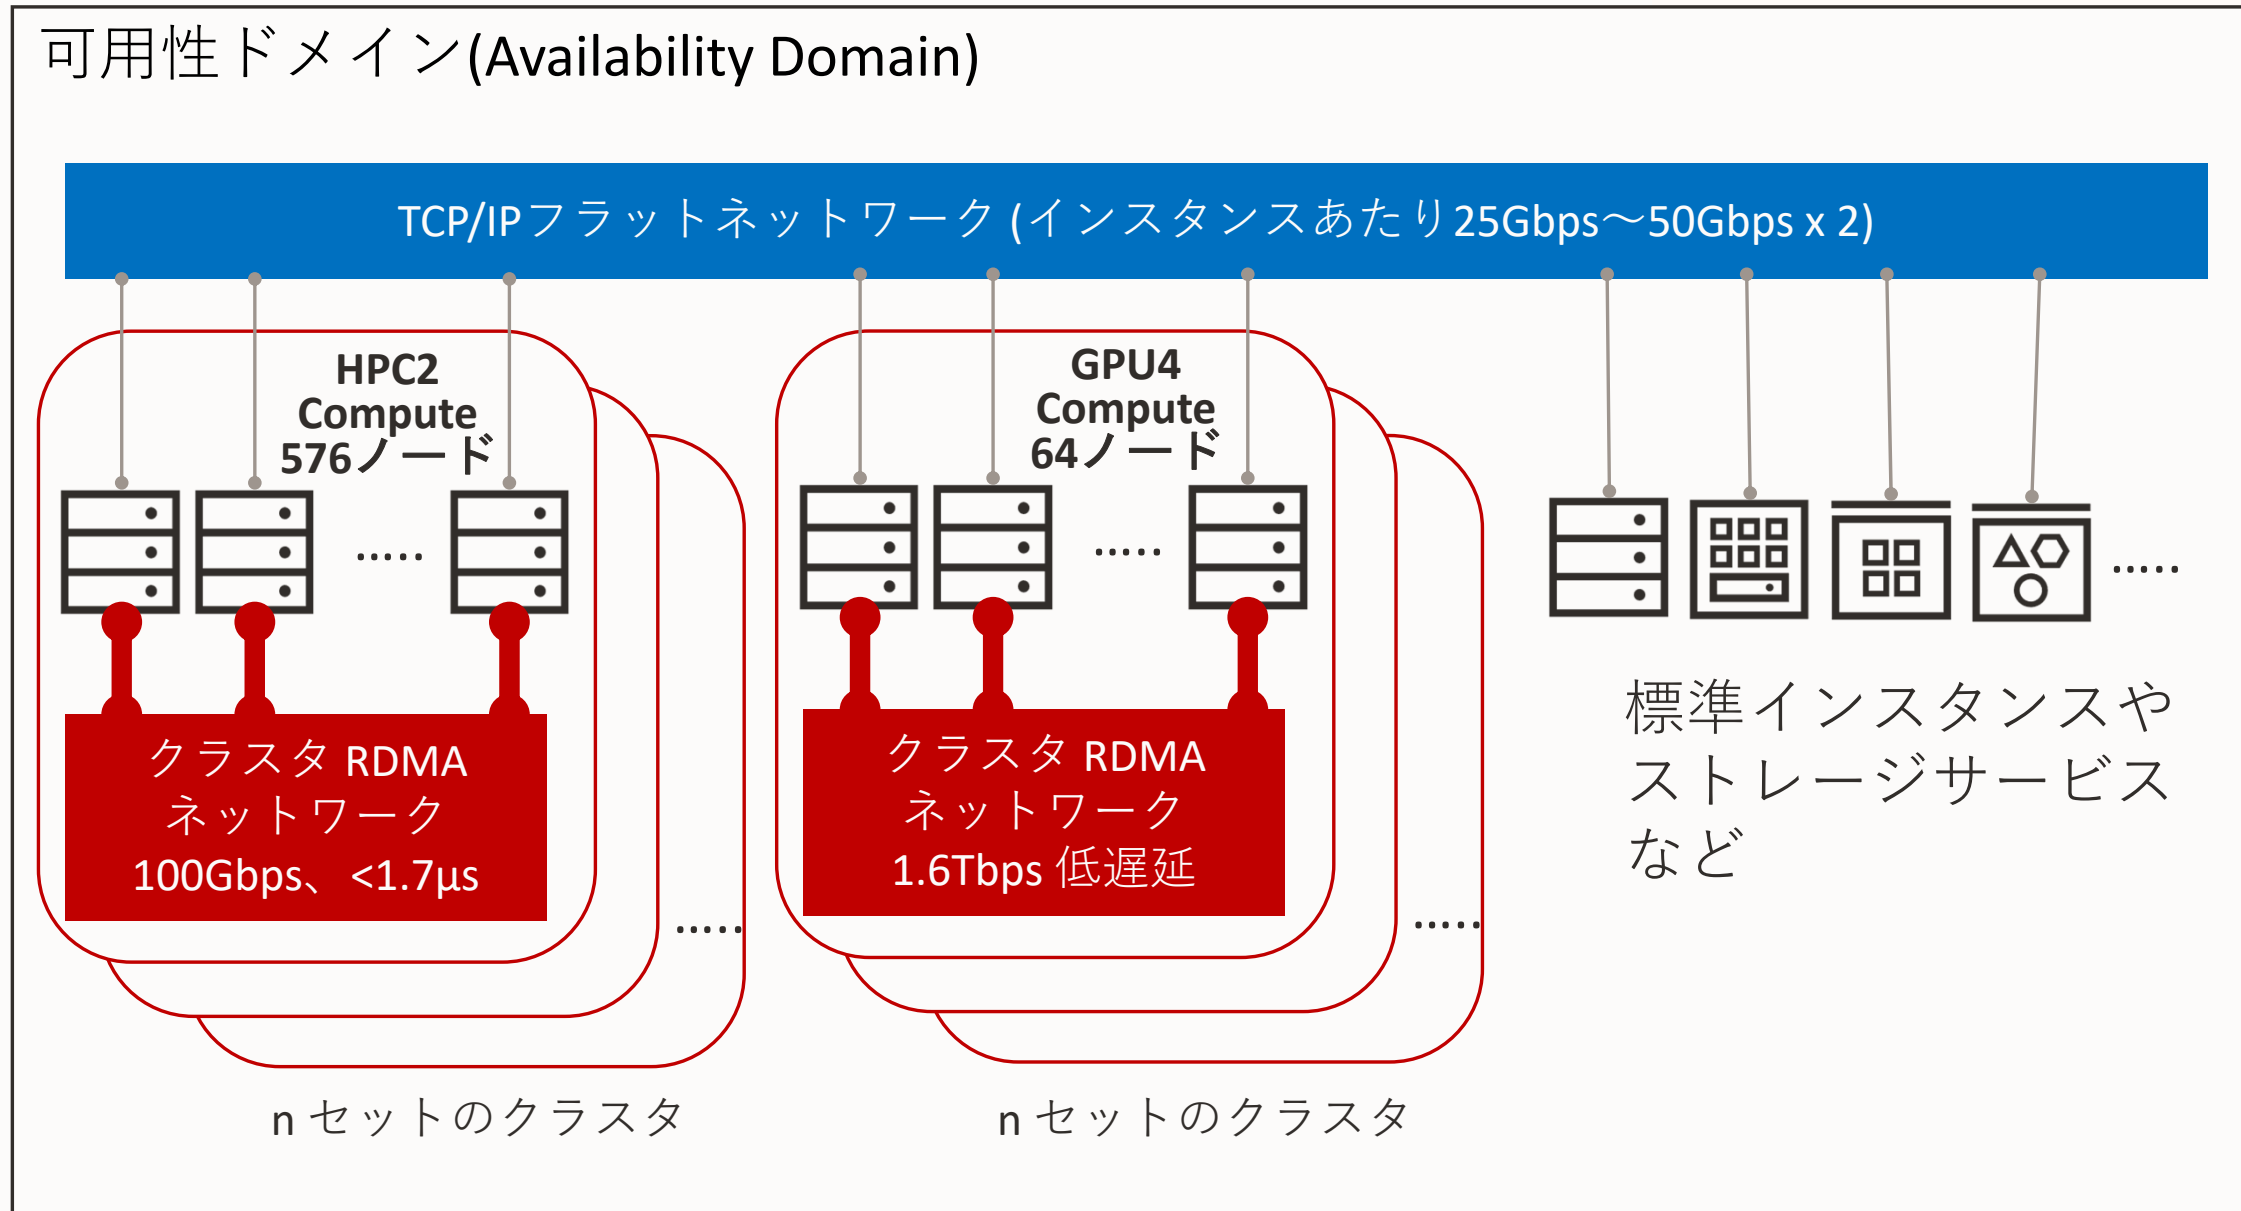 可用性ドメイン(Availability Domain)
TCP/IPフラットネットワーク (インスタンスあたり25Gbps～50Gbps x 2)
HPC2
Compute
576ノード
.....
クラスタ RDMA
ネットワーク
100Gbps、<1.7μs
.....
n セットのクラスタ
GPU4
Compute
64ノード
.....
クラスタ RDMA
ネットワーク
1.6Tbps 低遅延
.....
n セットのクラスタ
.....
標準インスタンスや
ストレージサービス
など